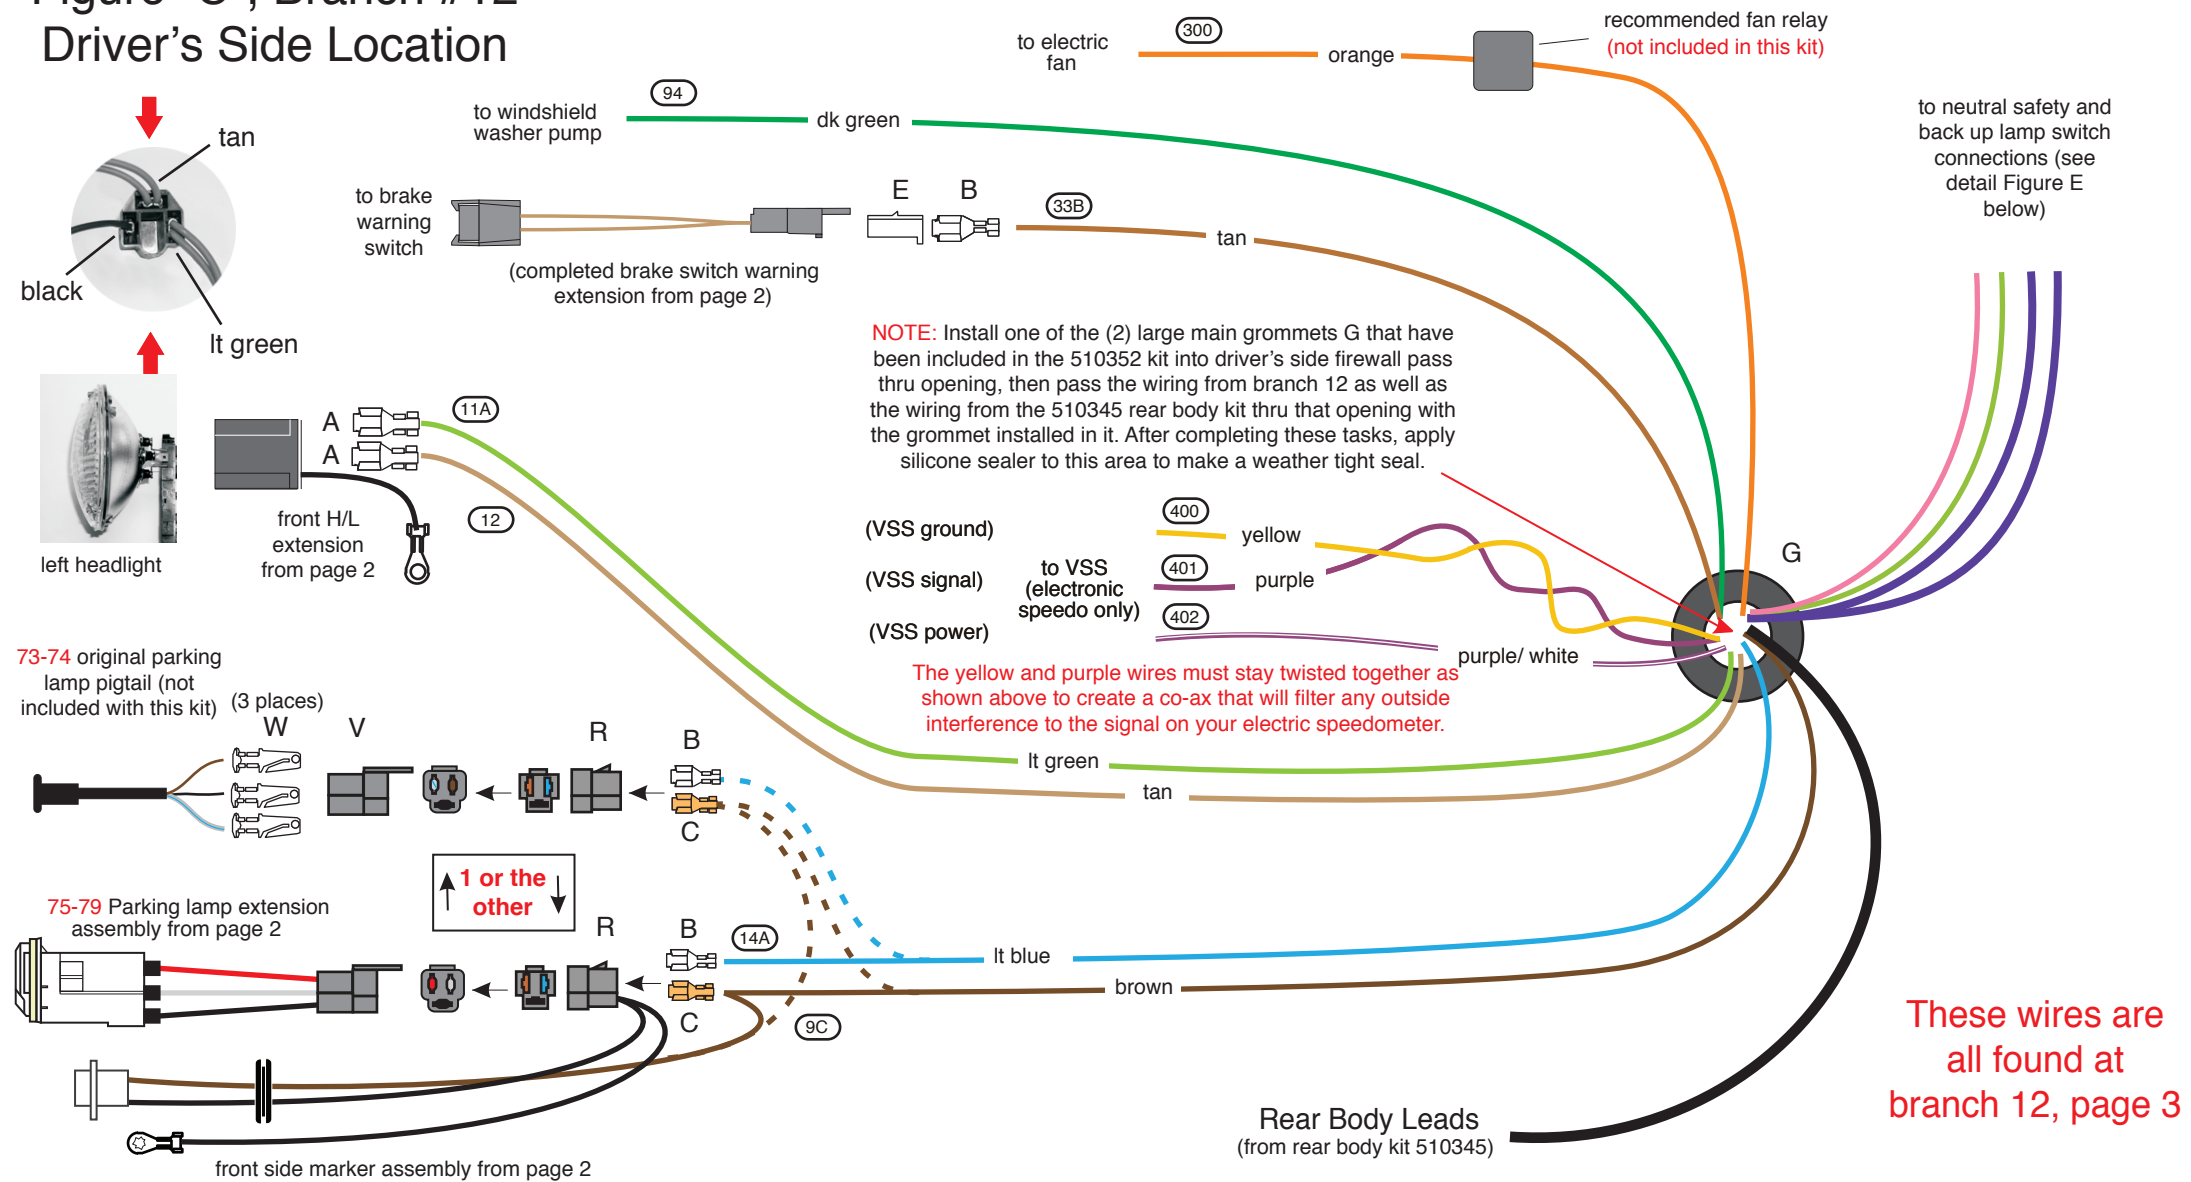 Driver's Side Location
tan
black
lt green
left headlight
to electric
fan
300
orange
recommended fan relay
(not included in this kit)
to windshield
washer pump
94
dk green
to neutral safety and
back up lamp switch
connections (see
detail Figure E
below)
to brake
warning
switch
E
B
33B
tan
(completed brake switch warning
extension from page 2)
NOTE: Install one of the (2) large main grommets G that have
been included in the 510352 kit into driver's side firewall pass
thru opening, then pass the wiring from branch 12 as well as
the wiring from the 510345 rear body kit thru that opening with
the grommet installed in it. After completing these tasks, apply
silicone sealer to this area to make a weather tight seal.
A
A
11A
12
front H/L
extension
from page 2
(VSS ground)
(VSS signal)
(VSS power)
to VSS
(electronic
speedo only)
400
yellow
401
purple
402
purple/ white
G
The yellow and purple wires must stay twisted together as
shown above to create a co-ax that will filter any outside
interference to the signal on your electric speedometer.
73-74 original parking
lamp pigtail (not
included with this kit)
(3 places)
W
V
R
B
C
lt green
tan
1 or the
other
75-79 Parking lamp extension
assembly from page 2
R
B
C
14A
lt blue
brown
9C
front side marker assembly from page 2
Rear Body Leads
(from rear body kit 510345)
These wires are
all found at
branch 12, page 3